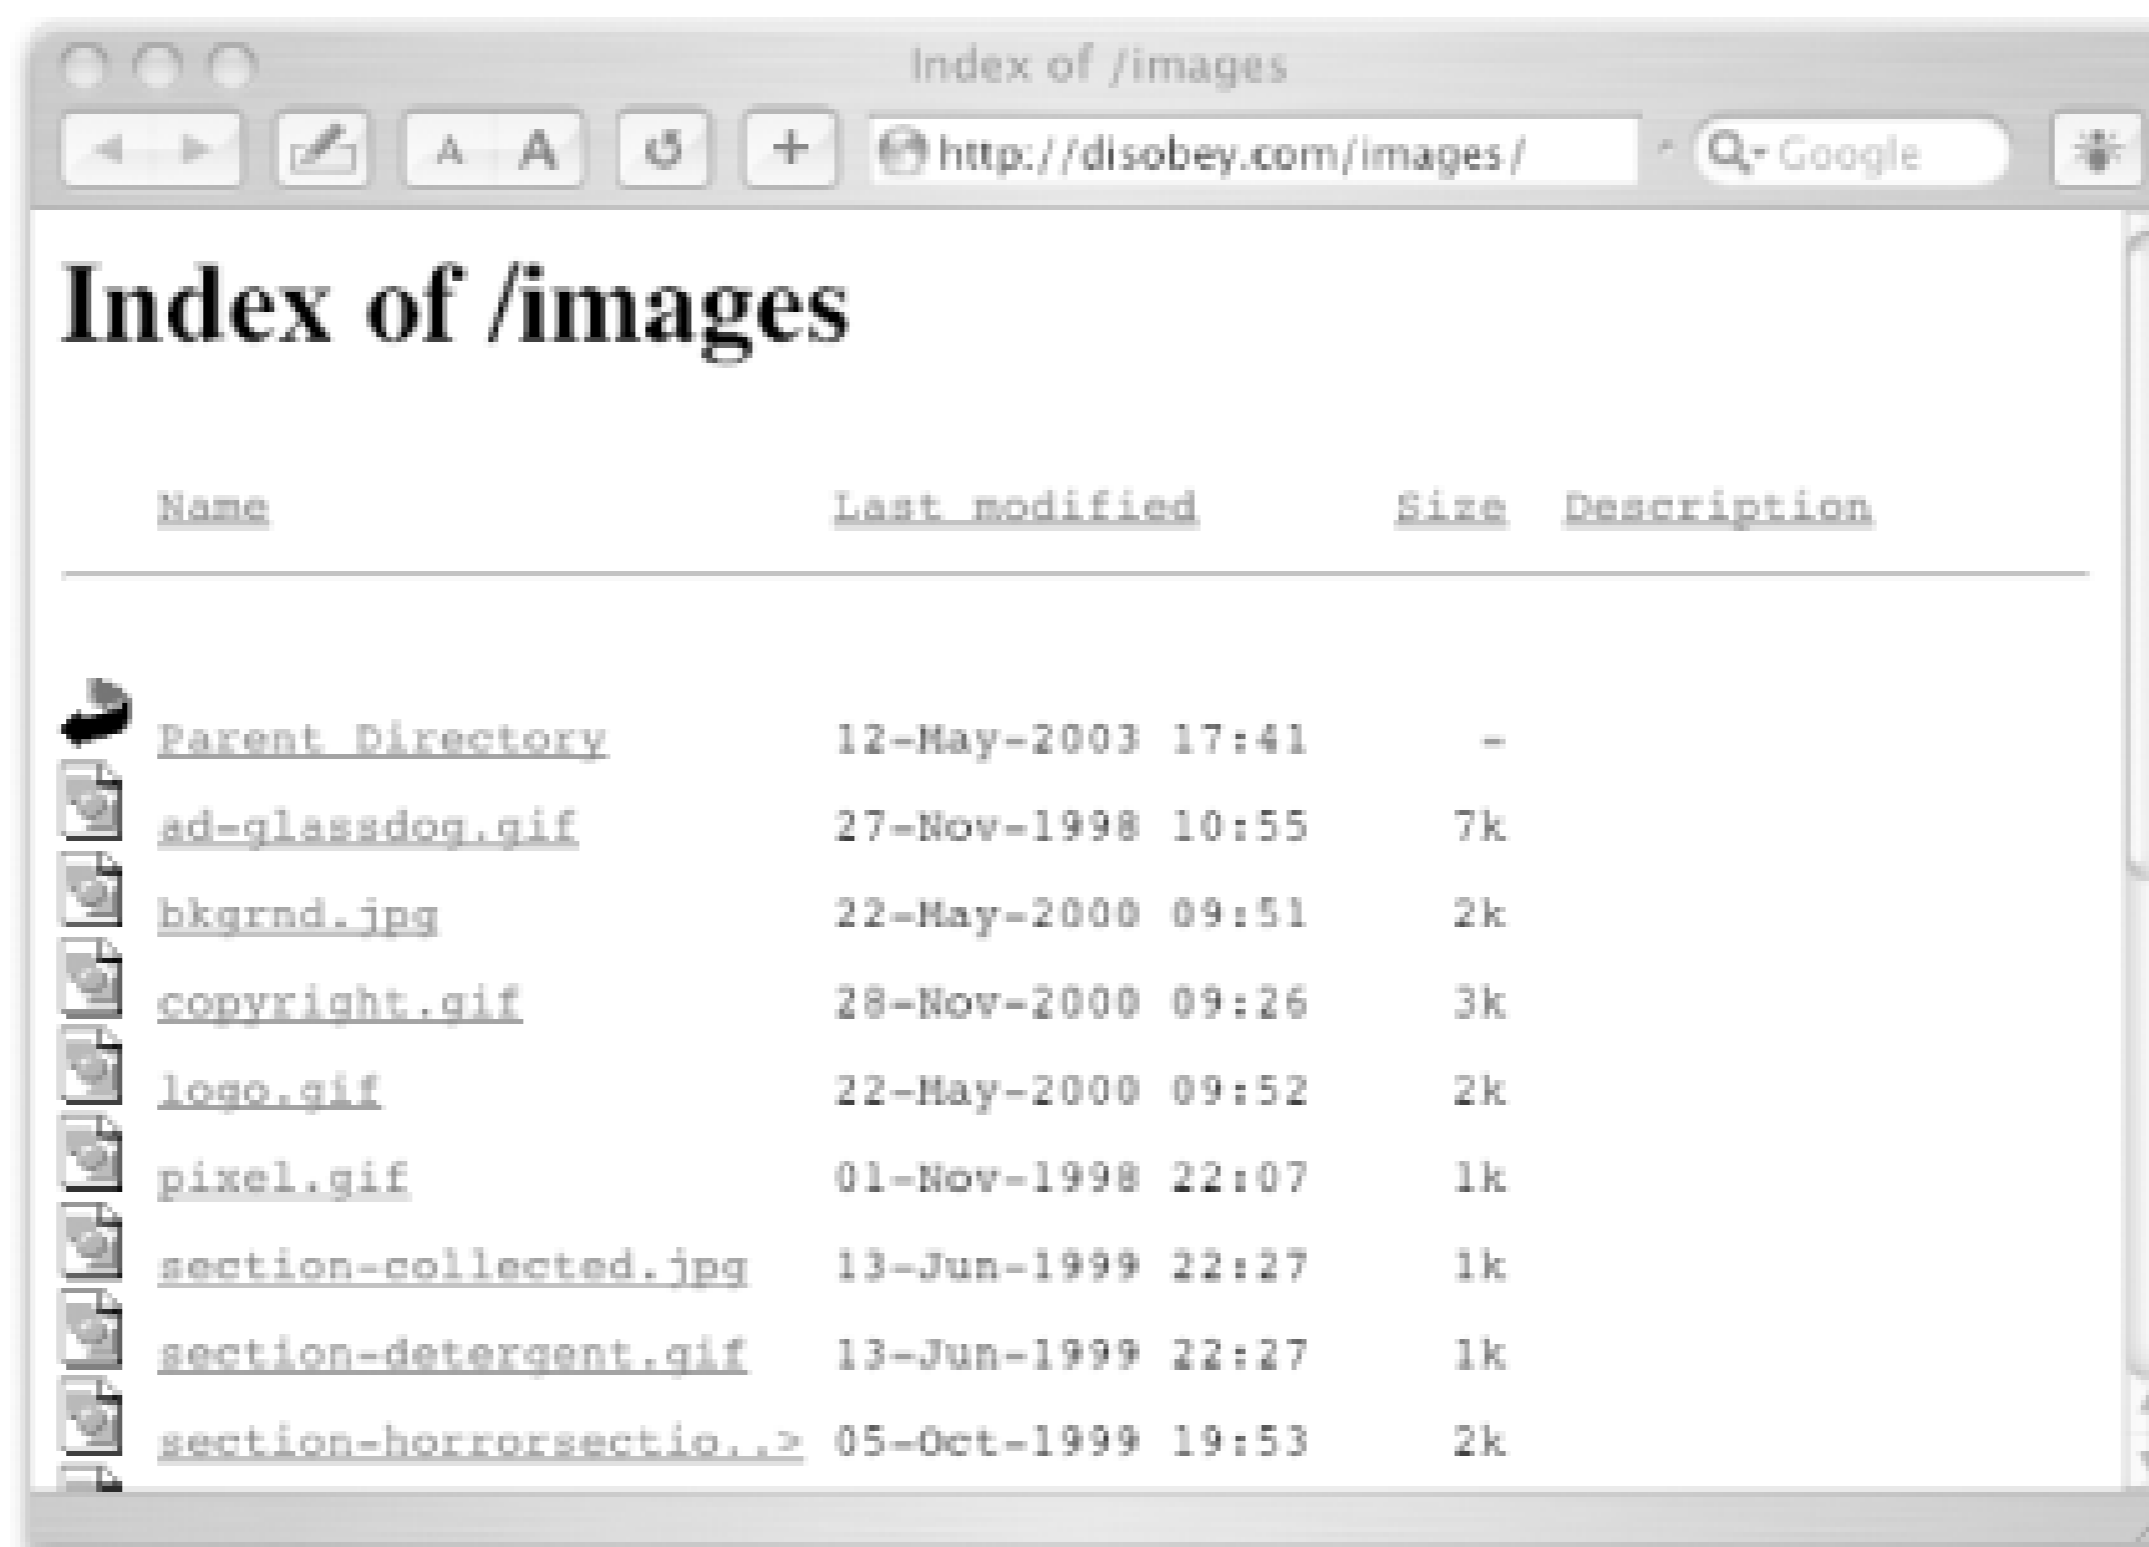 Index of /images
A A + http://disobey.com/images/ Q Google
Index of /images
Name Last modified Size Description
Parent Directory 12-May-2003 17:41 -
ad-glassdog.gif 27-Nov-1998 10:55 7k
bkgrnd.jpg 22-May-2000 09:51 2k
copyright.gif 28-Nov-2000 09:26 3k
logo.gif 22-May-2000 09:52 2k
pixel.gif 01-Nov-1998 22:07 1k
section-collected.jpg 13-Jun-1999 22:27 1k
section-detergent.gif 13-Jun-1999 22:27 1k
section-horrorsectio..> 05-Oct-1999 19:53 2k